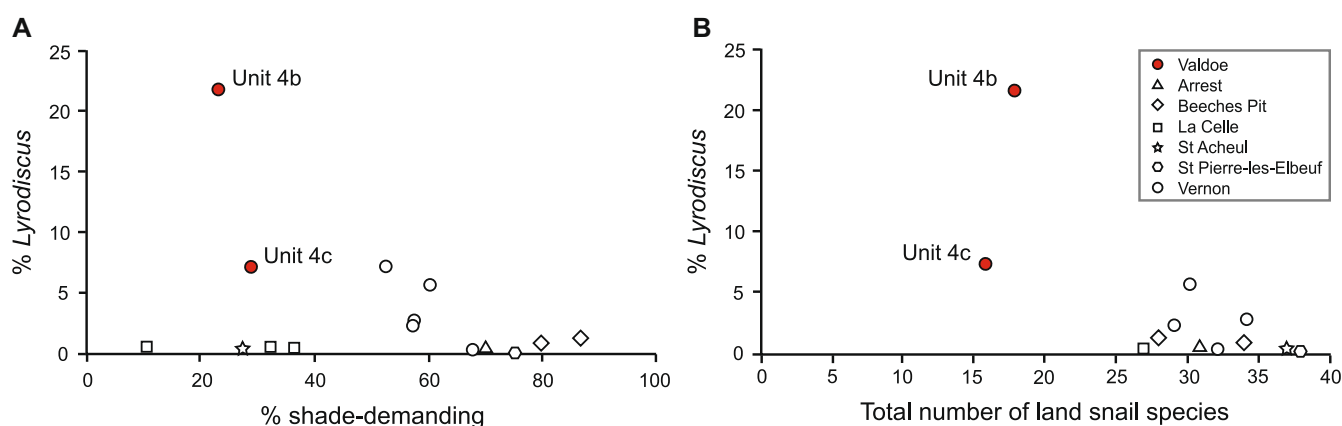 A
25
20
15
10
5
0
% Lyrodiscus
Unit 4b
Unit 4c
0 20 40 60 80 100
% shade-demanding
B
25
20
15
10
5
0
% Lyrodiscus
Unit 4b
Unit 4c
Valdoe
Arrest
Beeches Pit
La Celle
St Acheul
St Pierre-les-Elbeuf
Vernon
0 5 10 15 20 25 30 35 40
Total number of land snail species